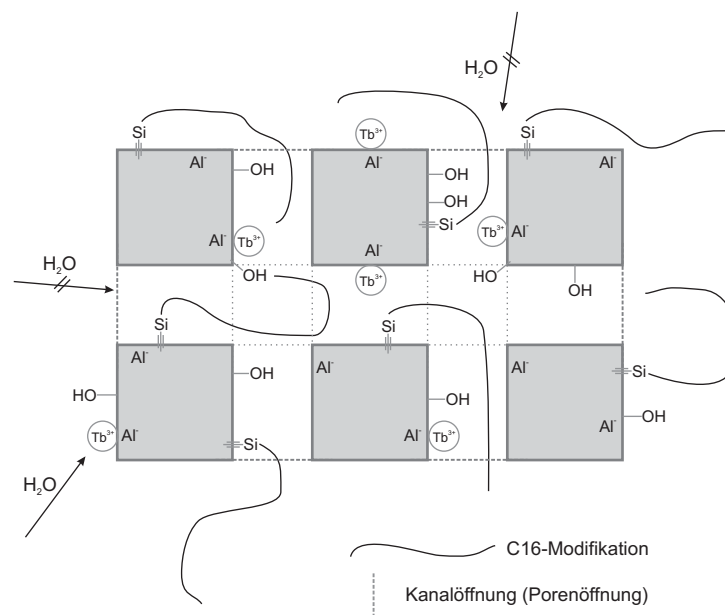 H₂O
Si
Tb³⁺
Si
Al⁻
OH
Al⁻
OH
Al⁻
OH
Si
Al⁻
Tb³⁺
Tb³⁺
Al⁻
Al⁻
H₂O
OH
Tb³⁺
HO
OH
Si
Si
Al⁻
OH
Al⁻
Al⁻
Si
HO
OH
Al⁻
OH
Tb³⁺
Al⁻
Si
Al⁻
Tb³⁺
H₂O
C16-Modifikation
Kanalöffnung (Porenöffnung)